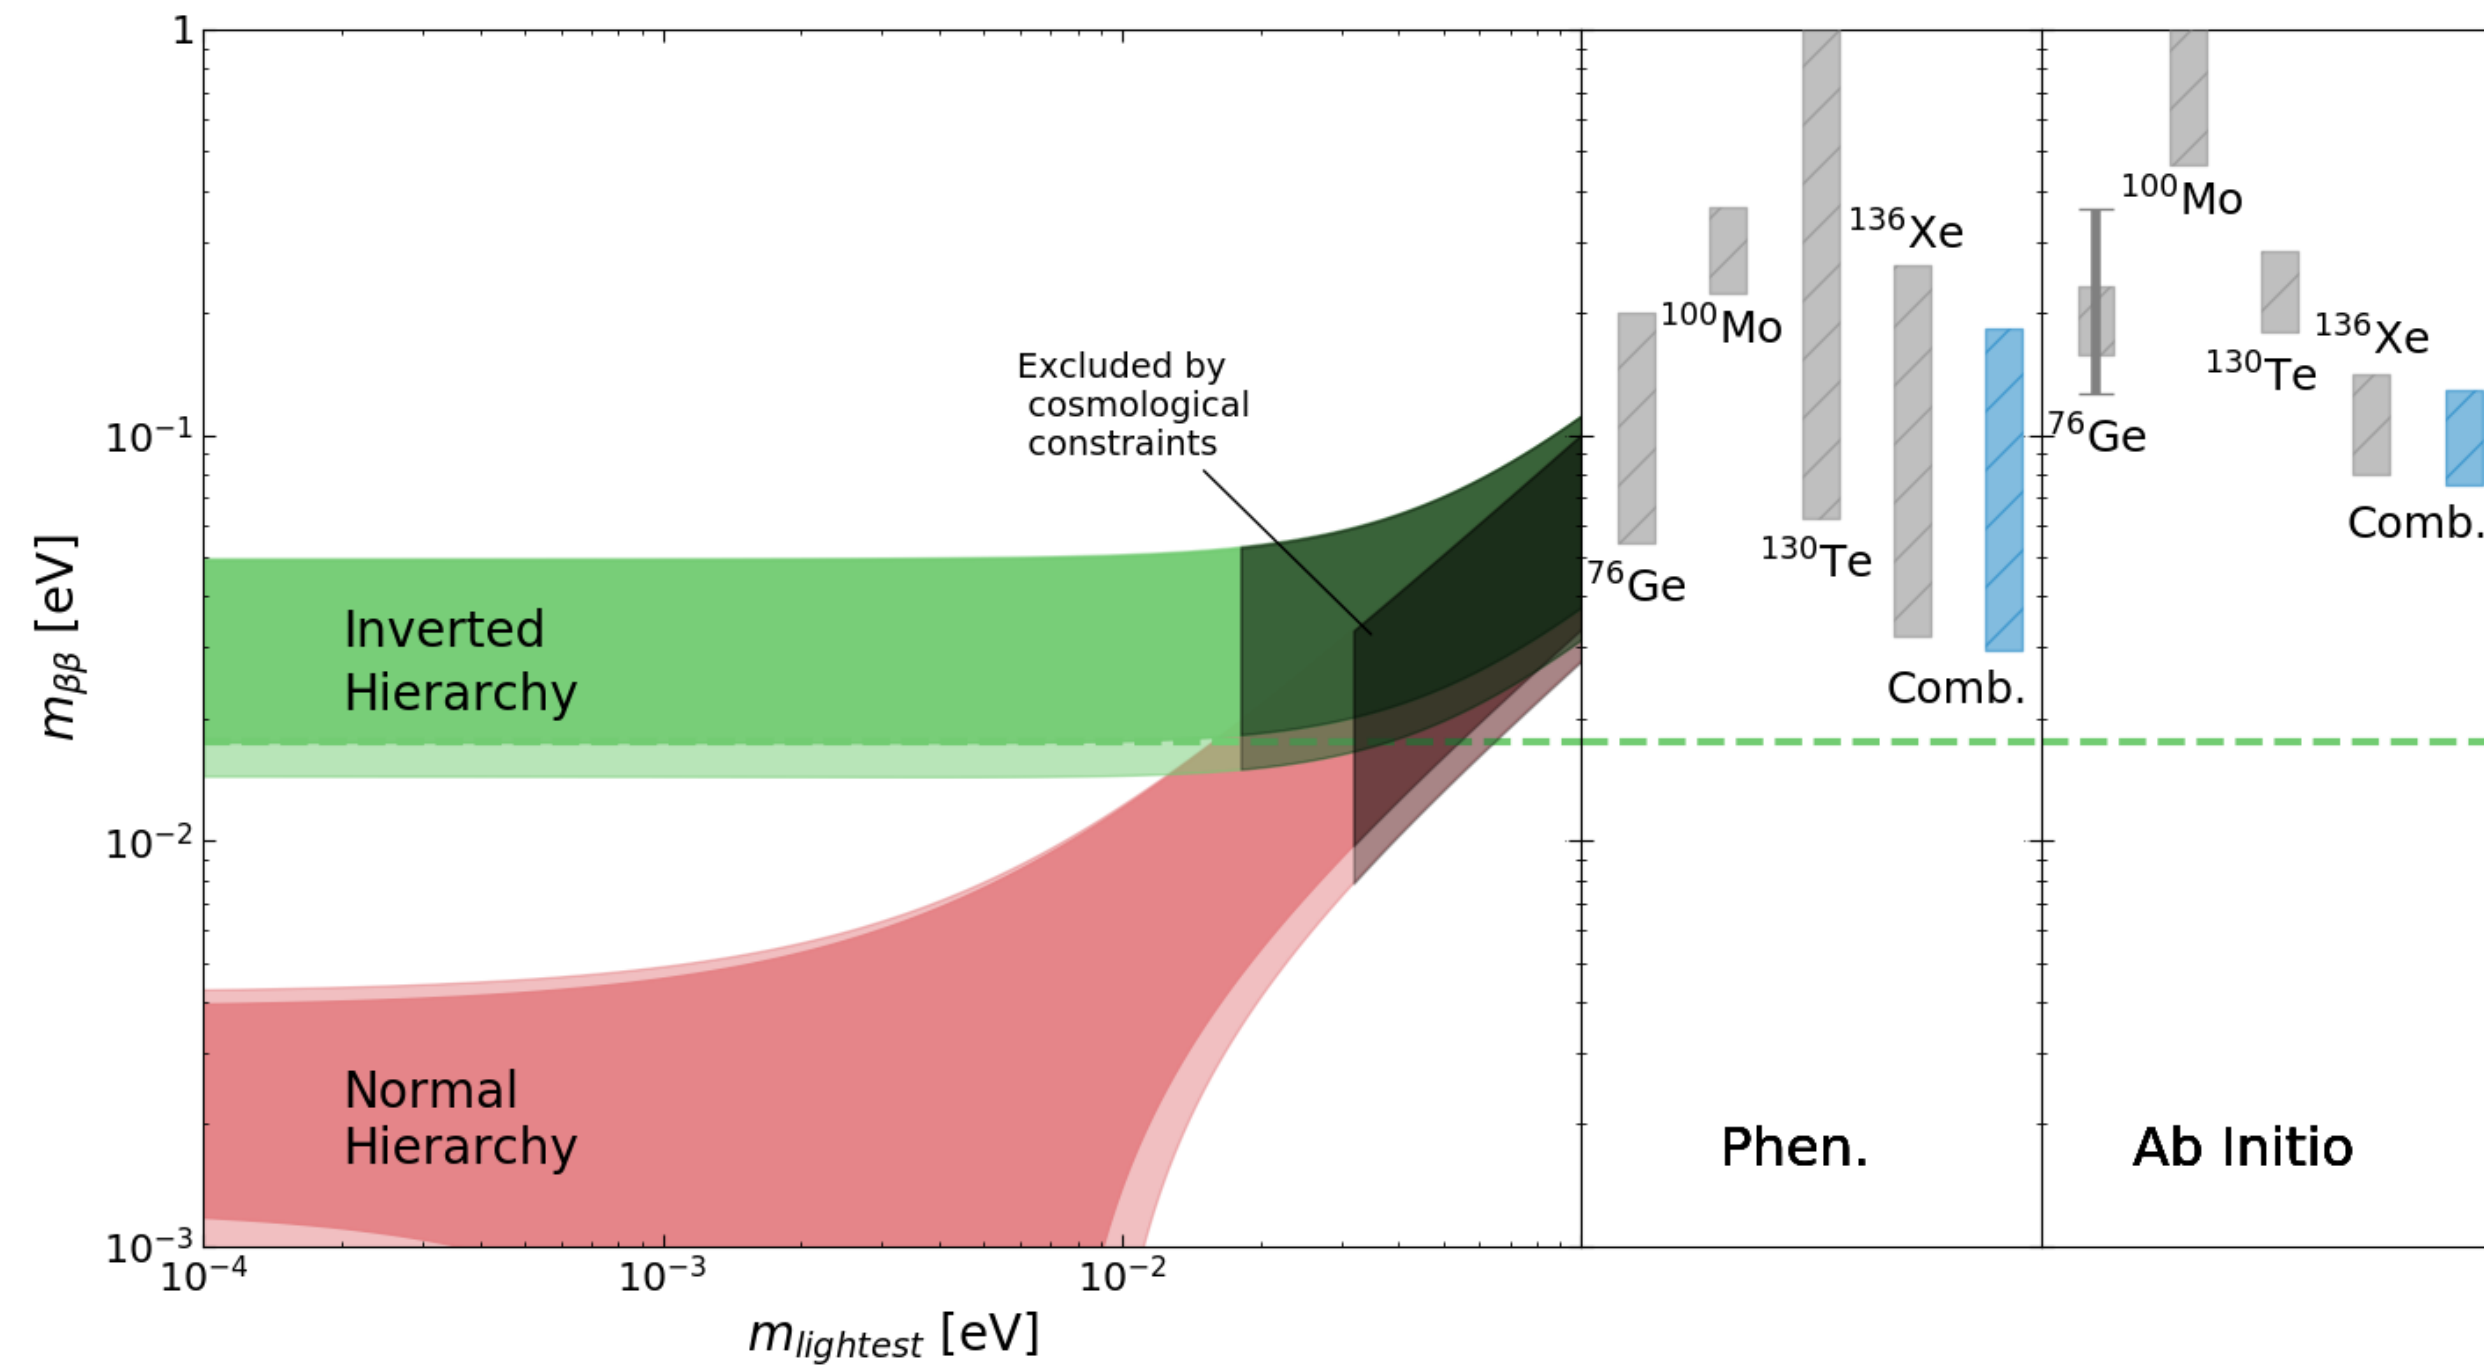 1
10⁻¹
10⁻²
10⁻³
m_ββ [eV]
10⁻⁴
10⁻³
10⁻²
m_lightest [eV]
Inverted
Hierarchy
Normal
Hierarchy
Excluded by
cosmological
constraints
¹³⁶Xe
¹⁰⁰Mo
¹³⁰Te
⁷⁶Ge
Comb.
Phen.
¹⁰⁰Mo
¹³⁶Xe
¹³⁰Te
⁷⁶Ge
Comb.
Ab Initio